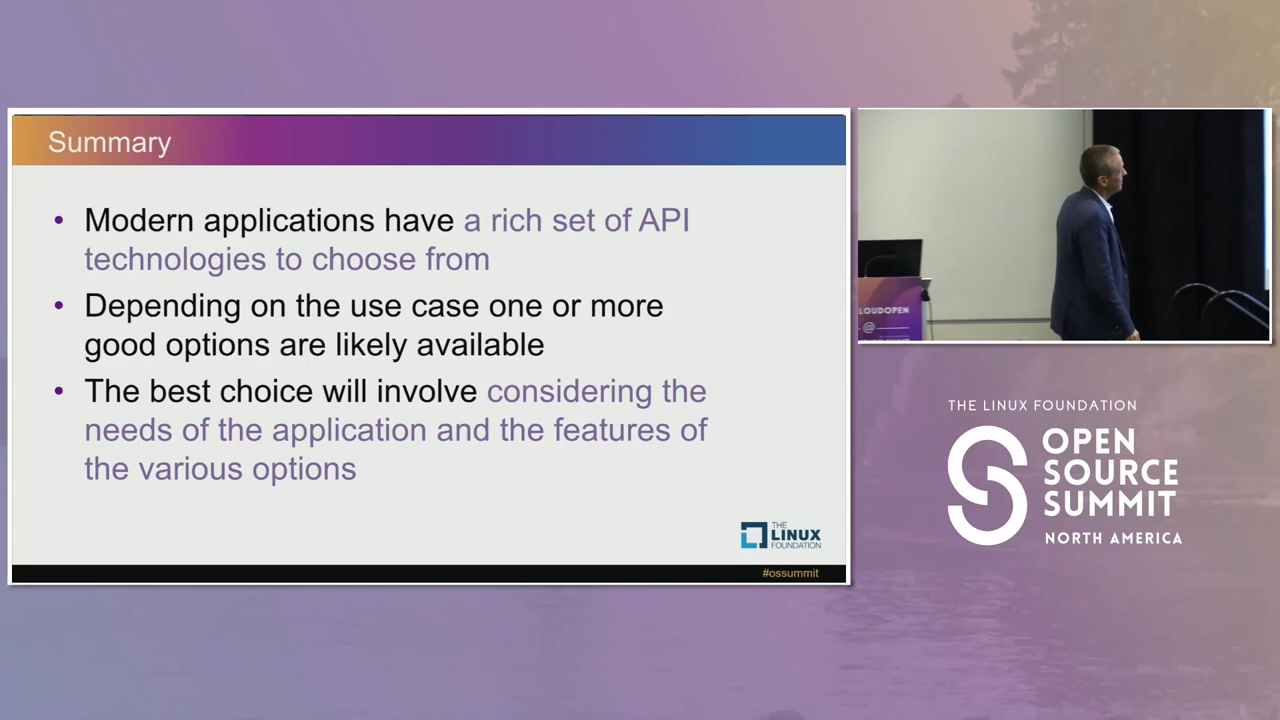 Summary
• Modern applications have a rich set of API
technologies to choose from
• Depending on the use case one or more
good options are likely available
• The best choice will involve considering the
needs of the application and the features of
the various options
THE
LINUX
FOUNDATION
#ossummit
LOUDOPEN
@
THE LINUX FOUNDATION
OPEN
SOURCE
SUMMIT
NORTH AMERICA